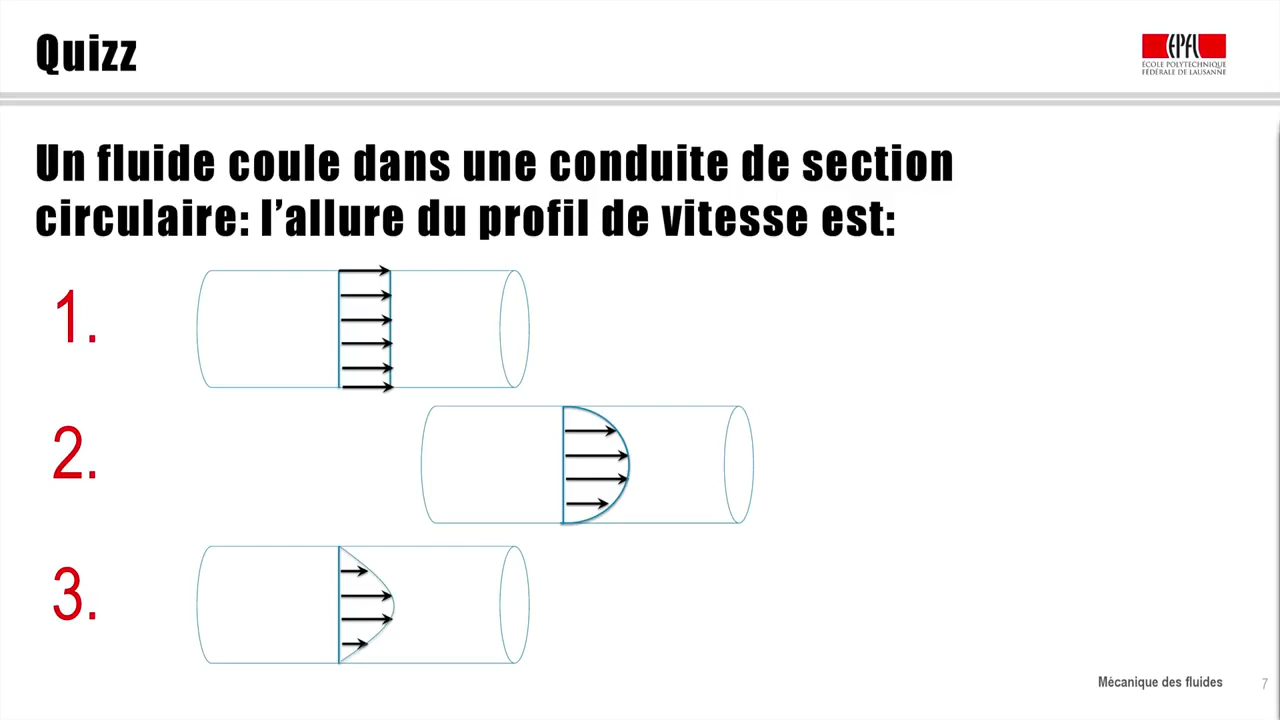 Quizz
EPFL
ÉCOLE POLYTECHNIQUE
FÉDÉRALE DE LAUSANNE
Un fluide coule dans une conduite de section
circulaire: l'allure du profil de vitesse est:
1.
2.
3.
Mécanique des fluides
7